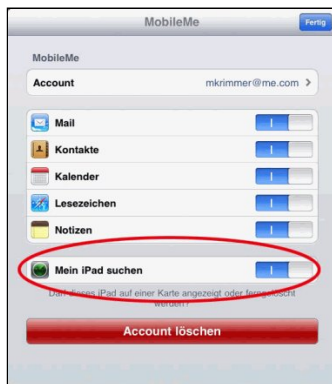 MobileMe
Fertig
MobileMe
Account mkrimmer@me.com
Mail
Kontakte
Kalender
Lesezeichen
Notizen
Mein iPad suchen
Darf dieses iPad auf einer Karte angezeigt oder ferngelöscht
werden?
Account löschen